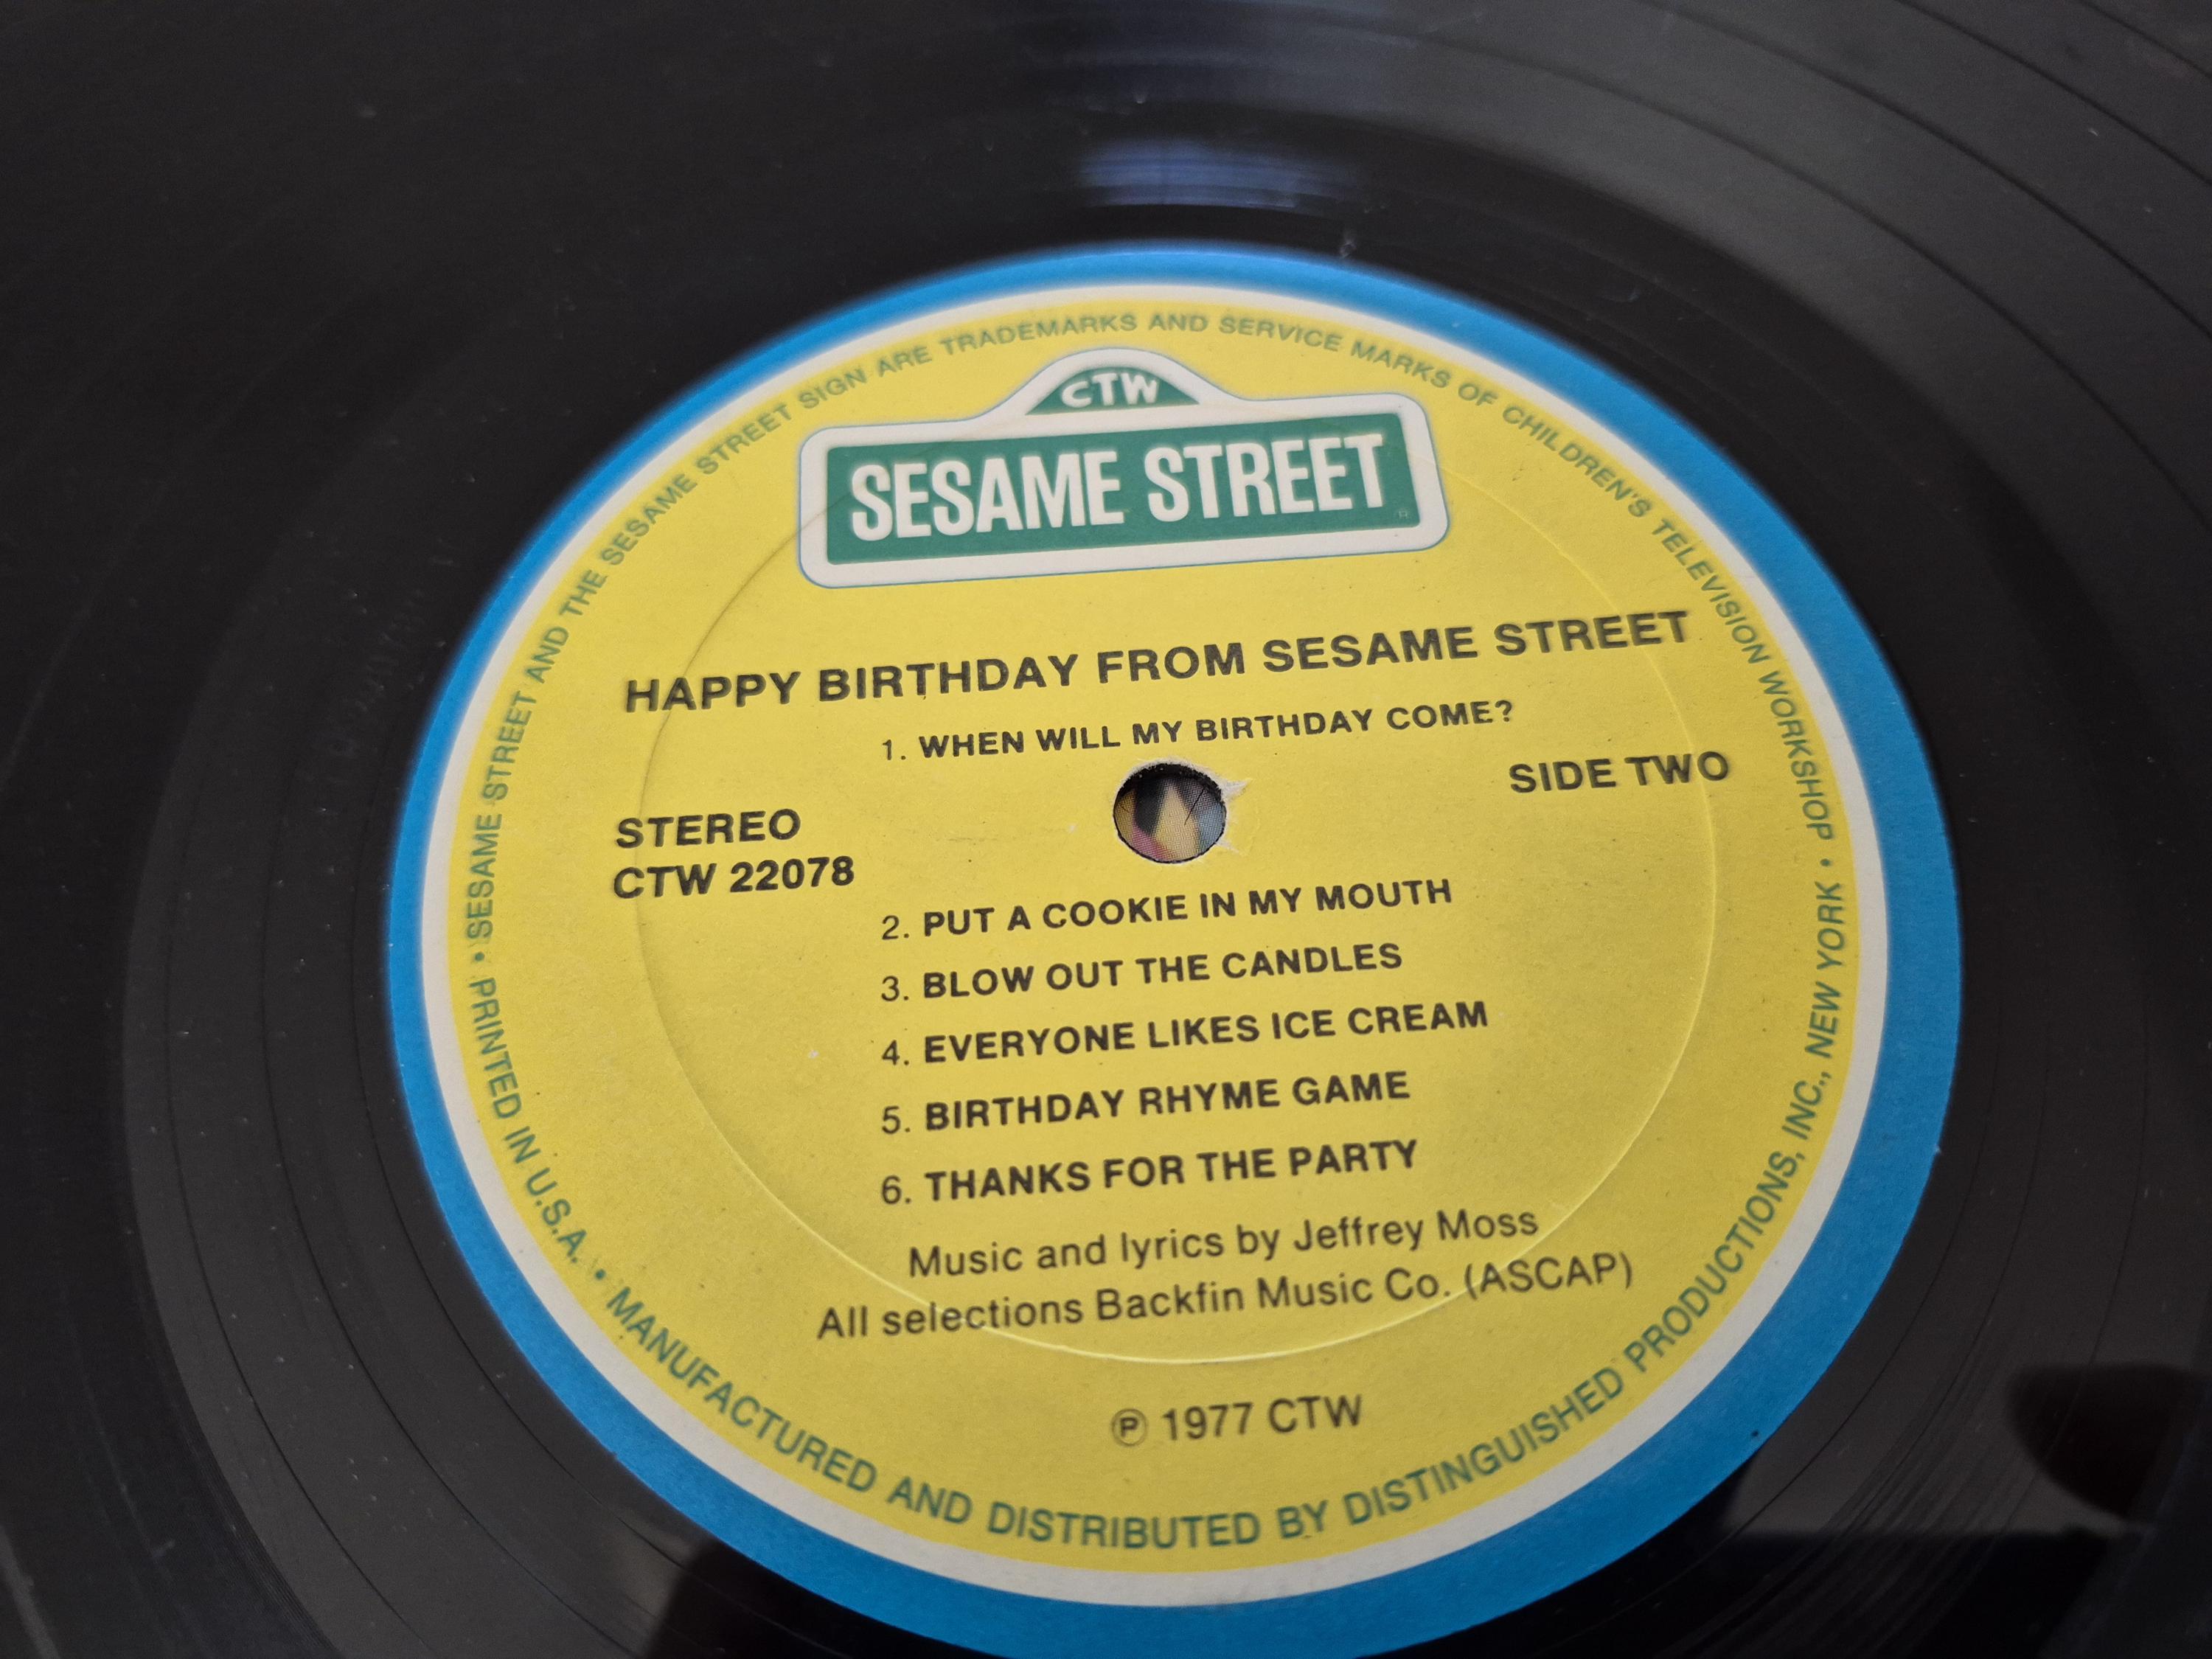 SESAME STREET AND THE SESAME STREET SIGN ARE TRADEMARKS AND SERVICE MARKS OF CHILDREN'S TELEVISION WORKSHOP •
CTW
SESAME STREET
®
HAPPY BIRTHDAY FROM SESAME STREET
1. WHEN WILL MY BIRTHDAY COME?
SIDE TWO
STEREO
CTW 22078
2. PUT A COOKIE IN MY MOUTH
3. BLOW OUT THE CANDLES
4. EVERYONE LIKES ICE CREAM
5. BIRTHDAY RHYME GAME
6. THANKS FOR THE PARTY
Music and lyrics by Jeffrey Moss
All selections Backfin Music Co. (ASCAP)
℗ 1977 CTW
MANUFACTURED AND DISTRIBUTED BY DISTINGUISHED PRODUCTIONS, INC., NEW YORK •
PRINTED IN U.S.A. •